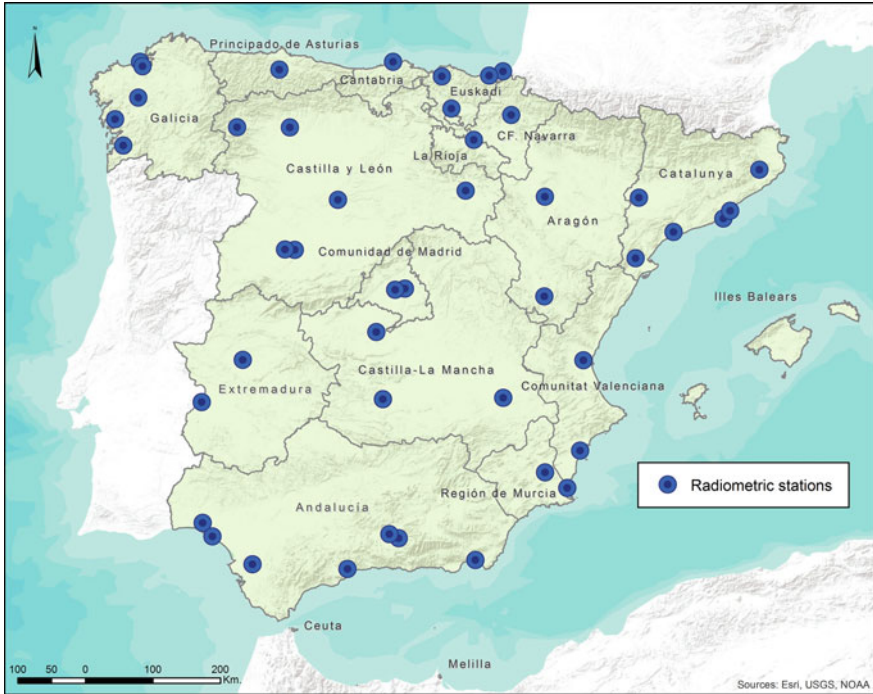 N
Principado de Asturias
Cantabria
Euskadi
Galicia
CF. Navarra
La Rioja
Castilla y León
Catalunya
Aragón
Comunidad de Madrid
Illes Balears
Castilla-La Mancha
Comunitat Valenciana
Extremadura
Radiometric stations
Región de Murcia
Andalucía
Ceuta
Melilla
100 50 0 100 200
Km.
Sources: Esri, USGS, NOAA